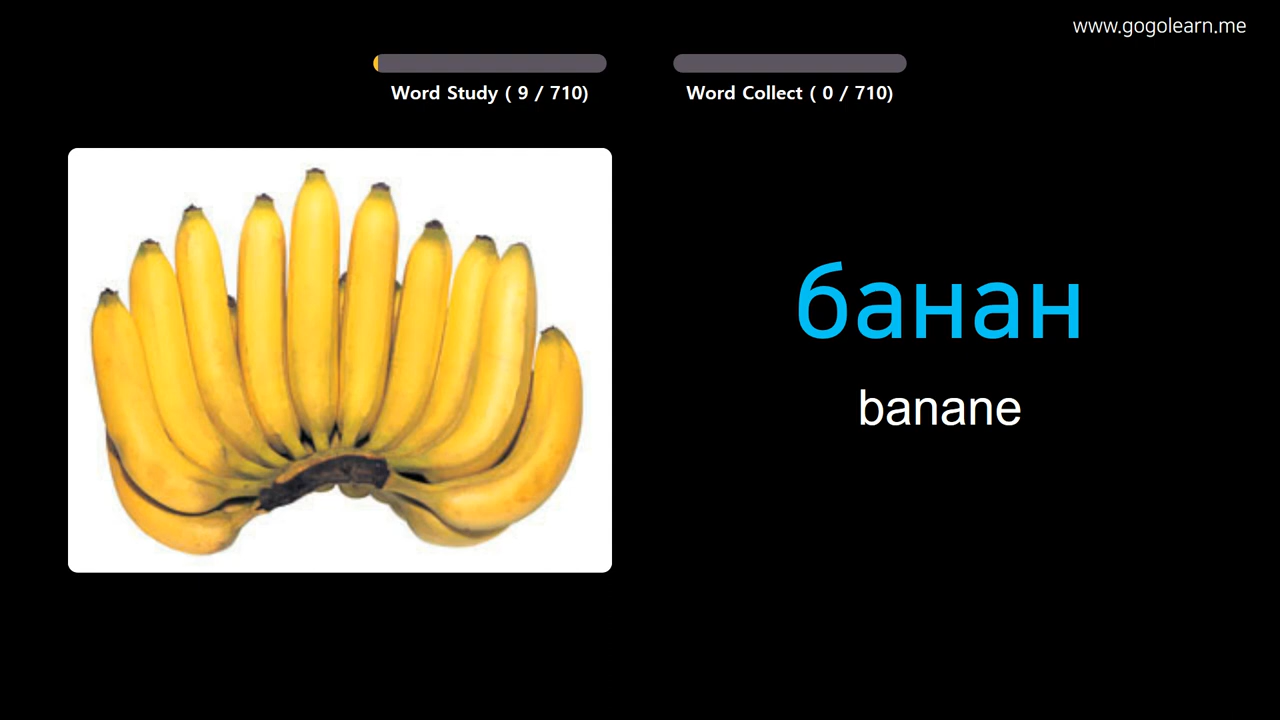 www.gogolearn.me
Word Study ( 9 / 710)
Word Collect ( 0 / 710)
банан
banane